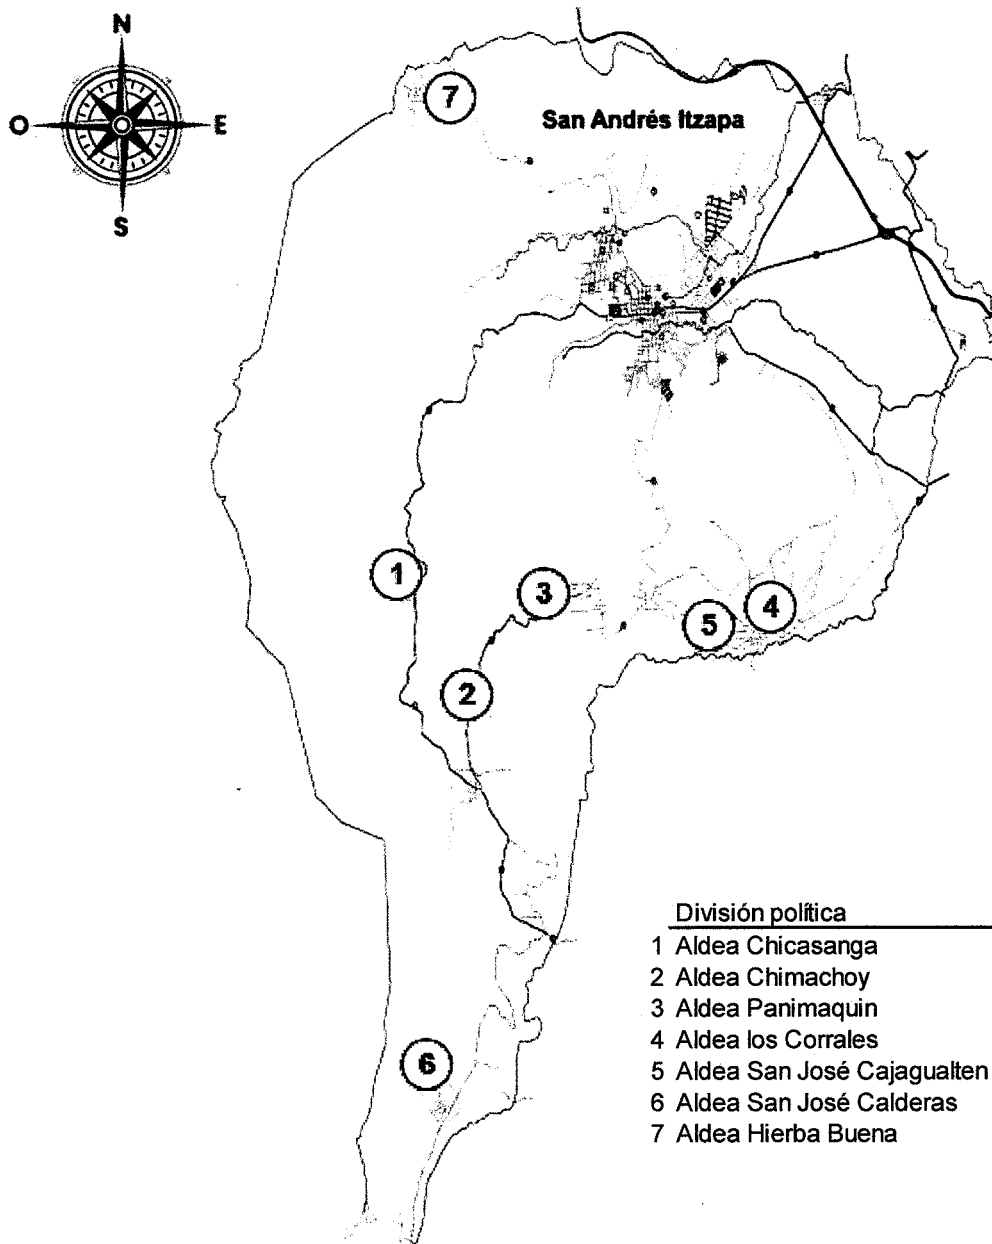 N
O
E
S
7
San Andrés Itzapa
1
3
4
5
2
6
División política
1 Aldea Chicasanga
2 Aldea Chimachoy
3 Aldea Panimaquin
4 Aldea los Corrales
5 Aldea San José Cajagualten
6 Aldea San José Calderas
7 Aldea Hierba Buena